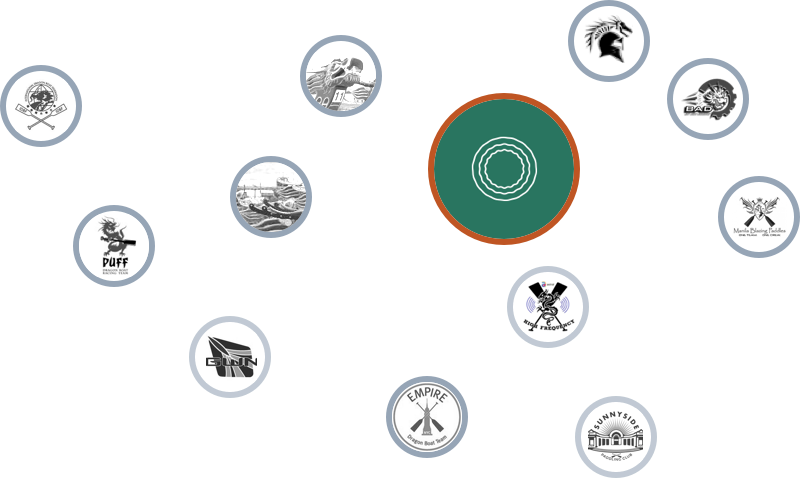 11
BAD
Manila Blazing Paddles
DUFF
DRAGON BOAT
RACING TEAM
HIGH FREQUENCY
GWN
EMPIRE
Dragon Boat Team
SUNNYSIDE
PADDLING CLUB